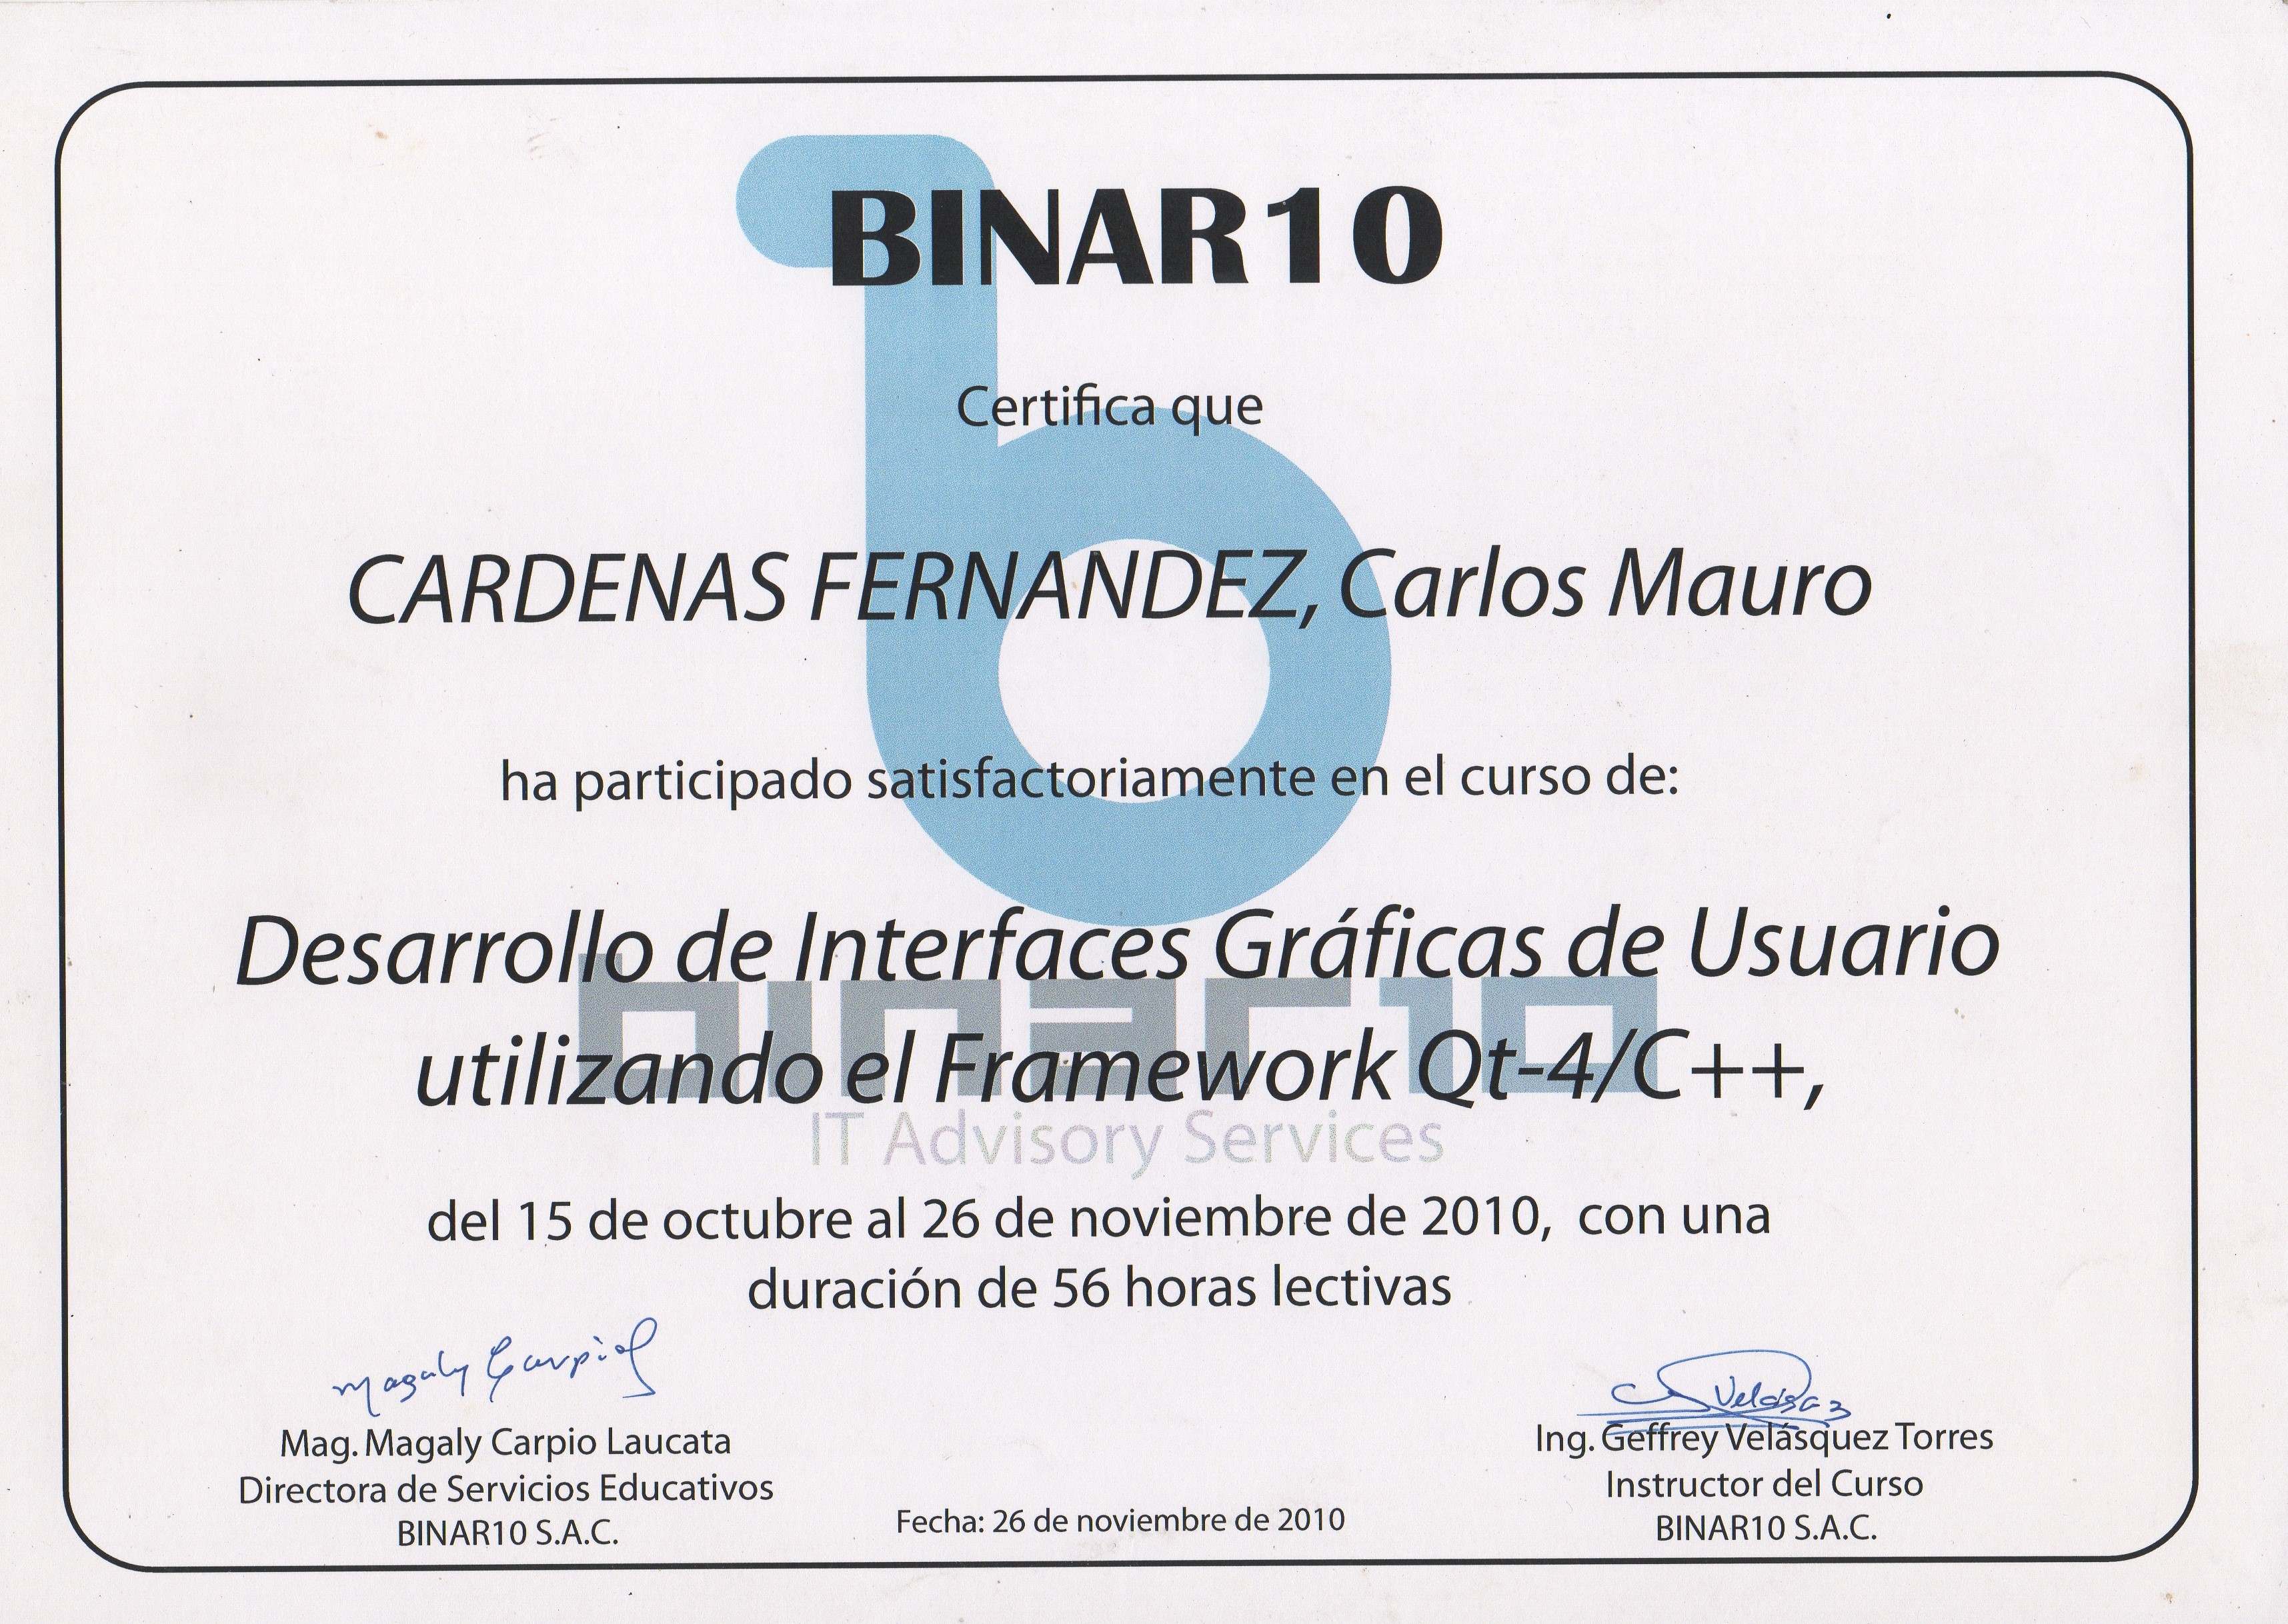 BINAR10
Certifica que
CARDENAS FERNANDEZ, Carlos Mauro
ha participado satisfactoriamente en el curso de:
Desarrollo de Interfaces Gráficas de Usuario
binar10
utilizando el Framework Qt-4/C++,
IT Advisory Services
del 15 de octubre al 26 de noviembre de 2010, con una
duración de 56 horas lectivas
Magaly Carpio
Velásquez
Mag. Magaly Carpio Laucata
Directora de Servicios Educativos
BINAR10 S.A.C.
Fecha: 26 de noviembre de 2010
Ing. Geffrey Velásquez Torres
Instructor del Curso
BINAR10 S.A.C.